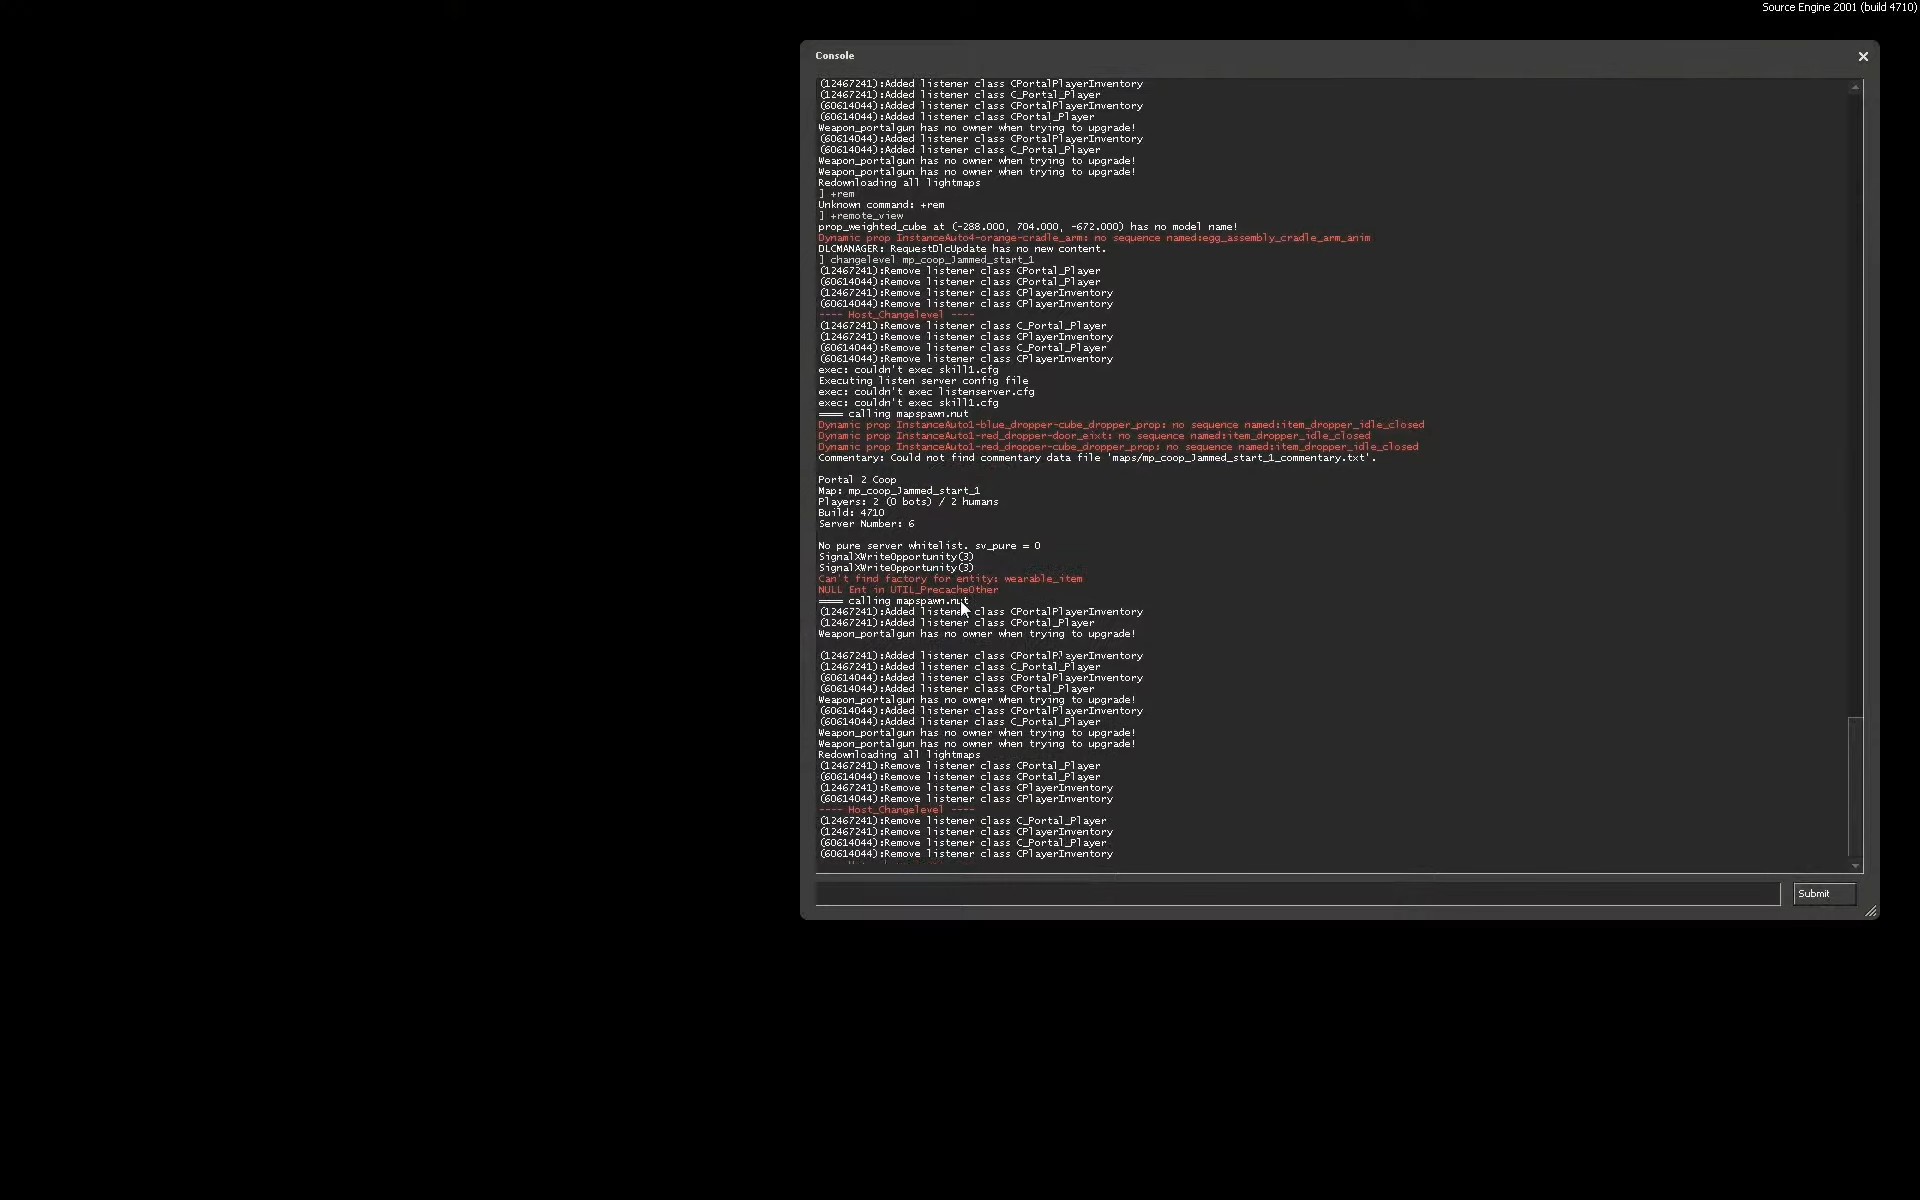 Source Engine 2001 (build 4710)
Console
(12467241):Added listener class CPortalPlayerInventory
(12467241):Added listener class C_Portal_Player
(60614044):Added listener class CPortalPlayerInventory
(60614044):Added listener class CPortal_Player
Weapon_portalgun has no owner when trying to upgrade!
(60614044):Added listener class CPortalPlayerInventory
(60614044):Added listener class C_Portal_Player
Weapon_portalgun has no owner when trying to upgrade!
Weapon_portalgun has no owner when trying to upgrade!
Redownloading all lightmaps
] +rem
Unknown command: +rem
] +remote_view
prop_weighted_cube at (-288.000, 704.000, -672.000) has no model name!
Dynamic prop InstanceAuto4-orange-cradle_arm: no sequence named:egg_assembly_cradle_arm_anim
DLCMANAGER: RequestDlcUpdate has no new content.
] changelevel mp_coop_Jammed_start_1
(12467241):Remove listener class CPortal_Player
(60614044):Remove listener class CPortal_Player
(12467241):Remove listener class CPlayerInventory
(60614044):Remove listener class CPlayerInventory
---- Host_Changelevel ----
(12467241):Remove listener class C_Portal_Player
(12467241):Remove listener class CPlayerInventory
(60614044):Remove listener class C_Portal_Player
(60614044):Remove listener class CPlayerInventory
exec: couldn't exec skill1.cfg
Executing listen server config file
exec: couldn't exec listenserver.cfg
exec: couldn't exec skill1.cfg
==== calling mapspawn.nut
Dynamic prop InstanceAuto1-blue_dropper-cube_dropper_prop: no sequence named:item_dropper_idle_closed
Dynamic prop InstanceAuto1-red_dropper-door_eixt: no sequence named:item_dropper_idle_closed
Dynamic prop InstanceAuto1-red_dropper-cube_dropper_prop: no sequence named:item_dropper_idle_closed
Commentary: Could not find commentary data file 'maps/mp_coop_Jammed_start_1_commentary.txt'.
Portal 2 Coop
Map: mp_coop_Jammed_start_1
Players: 2 (0 bots) / 2 humans
Build: 4710
Server Number: 6
No pure server whitelist. sv_pure = 0
SignalXWriteOpportunity(3)
SignalXWriteOpportunity(3)
Can't find factory for entity: wearable_item
NULL Ent in UTIL_PrecacheOther
==== calling mapspawn.nut
(12467241):Added listener class CPortalPlayerInventory
(12467241):Added listener class CPortal_Player
Weapon_portalgun has no owner when trying to upgrade!
(12467241):Added listener class CPortalPlayerInventory
(12467241):Added listener class C_Portal_Player
(60614044):Added listener class CPortalPlayerInventory
(60614044):Added listener class CPortal_Player
Weapon_portalgun has no owner when trying to upgrade!
(60614044):Added listener class CPortalPlayerInventory
(60614044):Added listener class C_Portal_Player
Weapon_portalgun has no owner when trying to upgrade!
Weapon_portalgun has no owner when trying to upgrade!
Redownloading all lightmaps
(12467241):Remove listener class CPortal_Player
(60614044):Remove listener class CPortal_Player
(12467241):Remove listener class CPlayerInventory
(60614044):Remove listener class CPlayerInventory
---- Host_Changelevel ----
(12467241):Remove listener class C_Portal_Player
(12467241):Remove listener class CPlayerInventory
(60614044):Remove listener class C_Portal_Player
(60614044):Remove listener class CPlayerInventory
Submit